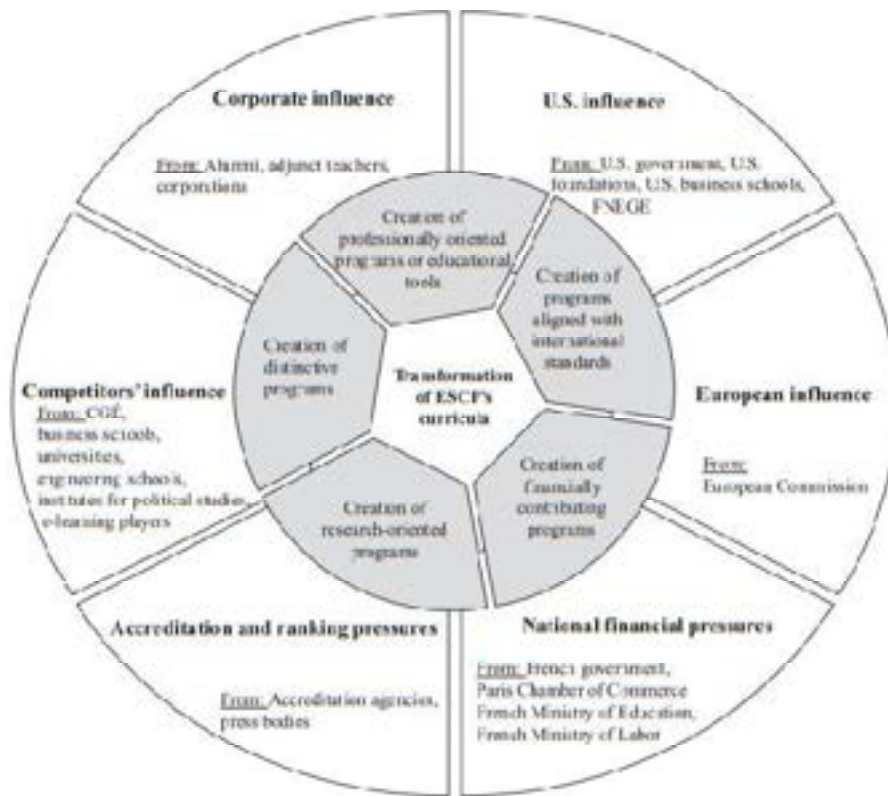 Corporate influence
From: Alumni, adjunct teachers,
corporations
U.S. influence
From: U.S. government, U.S.
foundations, U.S. business schools,
FNEGE
Creation of
professionally oriented
programs or educational
tools
Creation of
programs
aligned with
international
standards
Creation of
distinctive
programs
Transformation
of ESCP's
curricula
Competitors' influence
From: CGE,
business schools,
universities,
engineering schools,
institutes for political studies,
e-learning players
European influence
From:
European Commission
Creation of
financially
contributing
programs
Creation of
research-oriented
programs
Accreditation and ranking pressures
From: Accreditation agencies,
press bodies
National financial pressures
From: French government,
Paris Chamber of Commerce
French Ministry of Education,
French Ministry of Labor